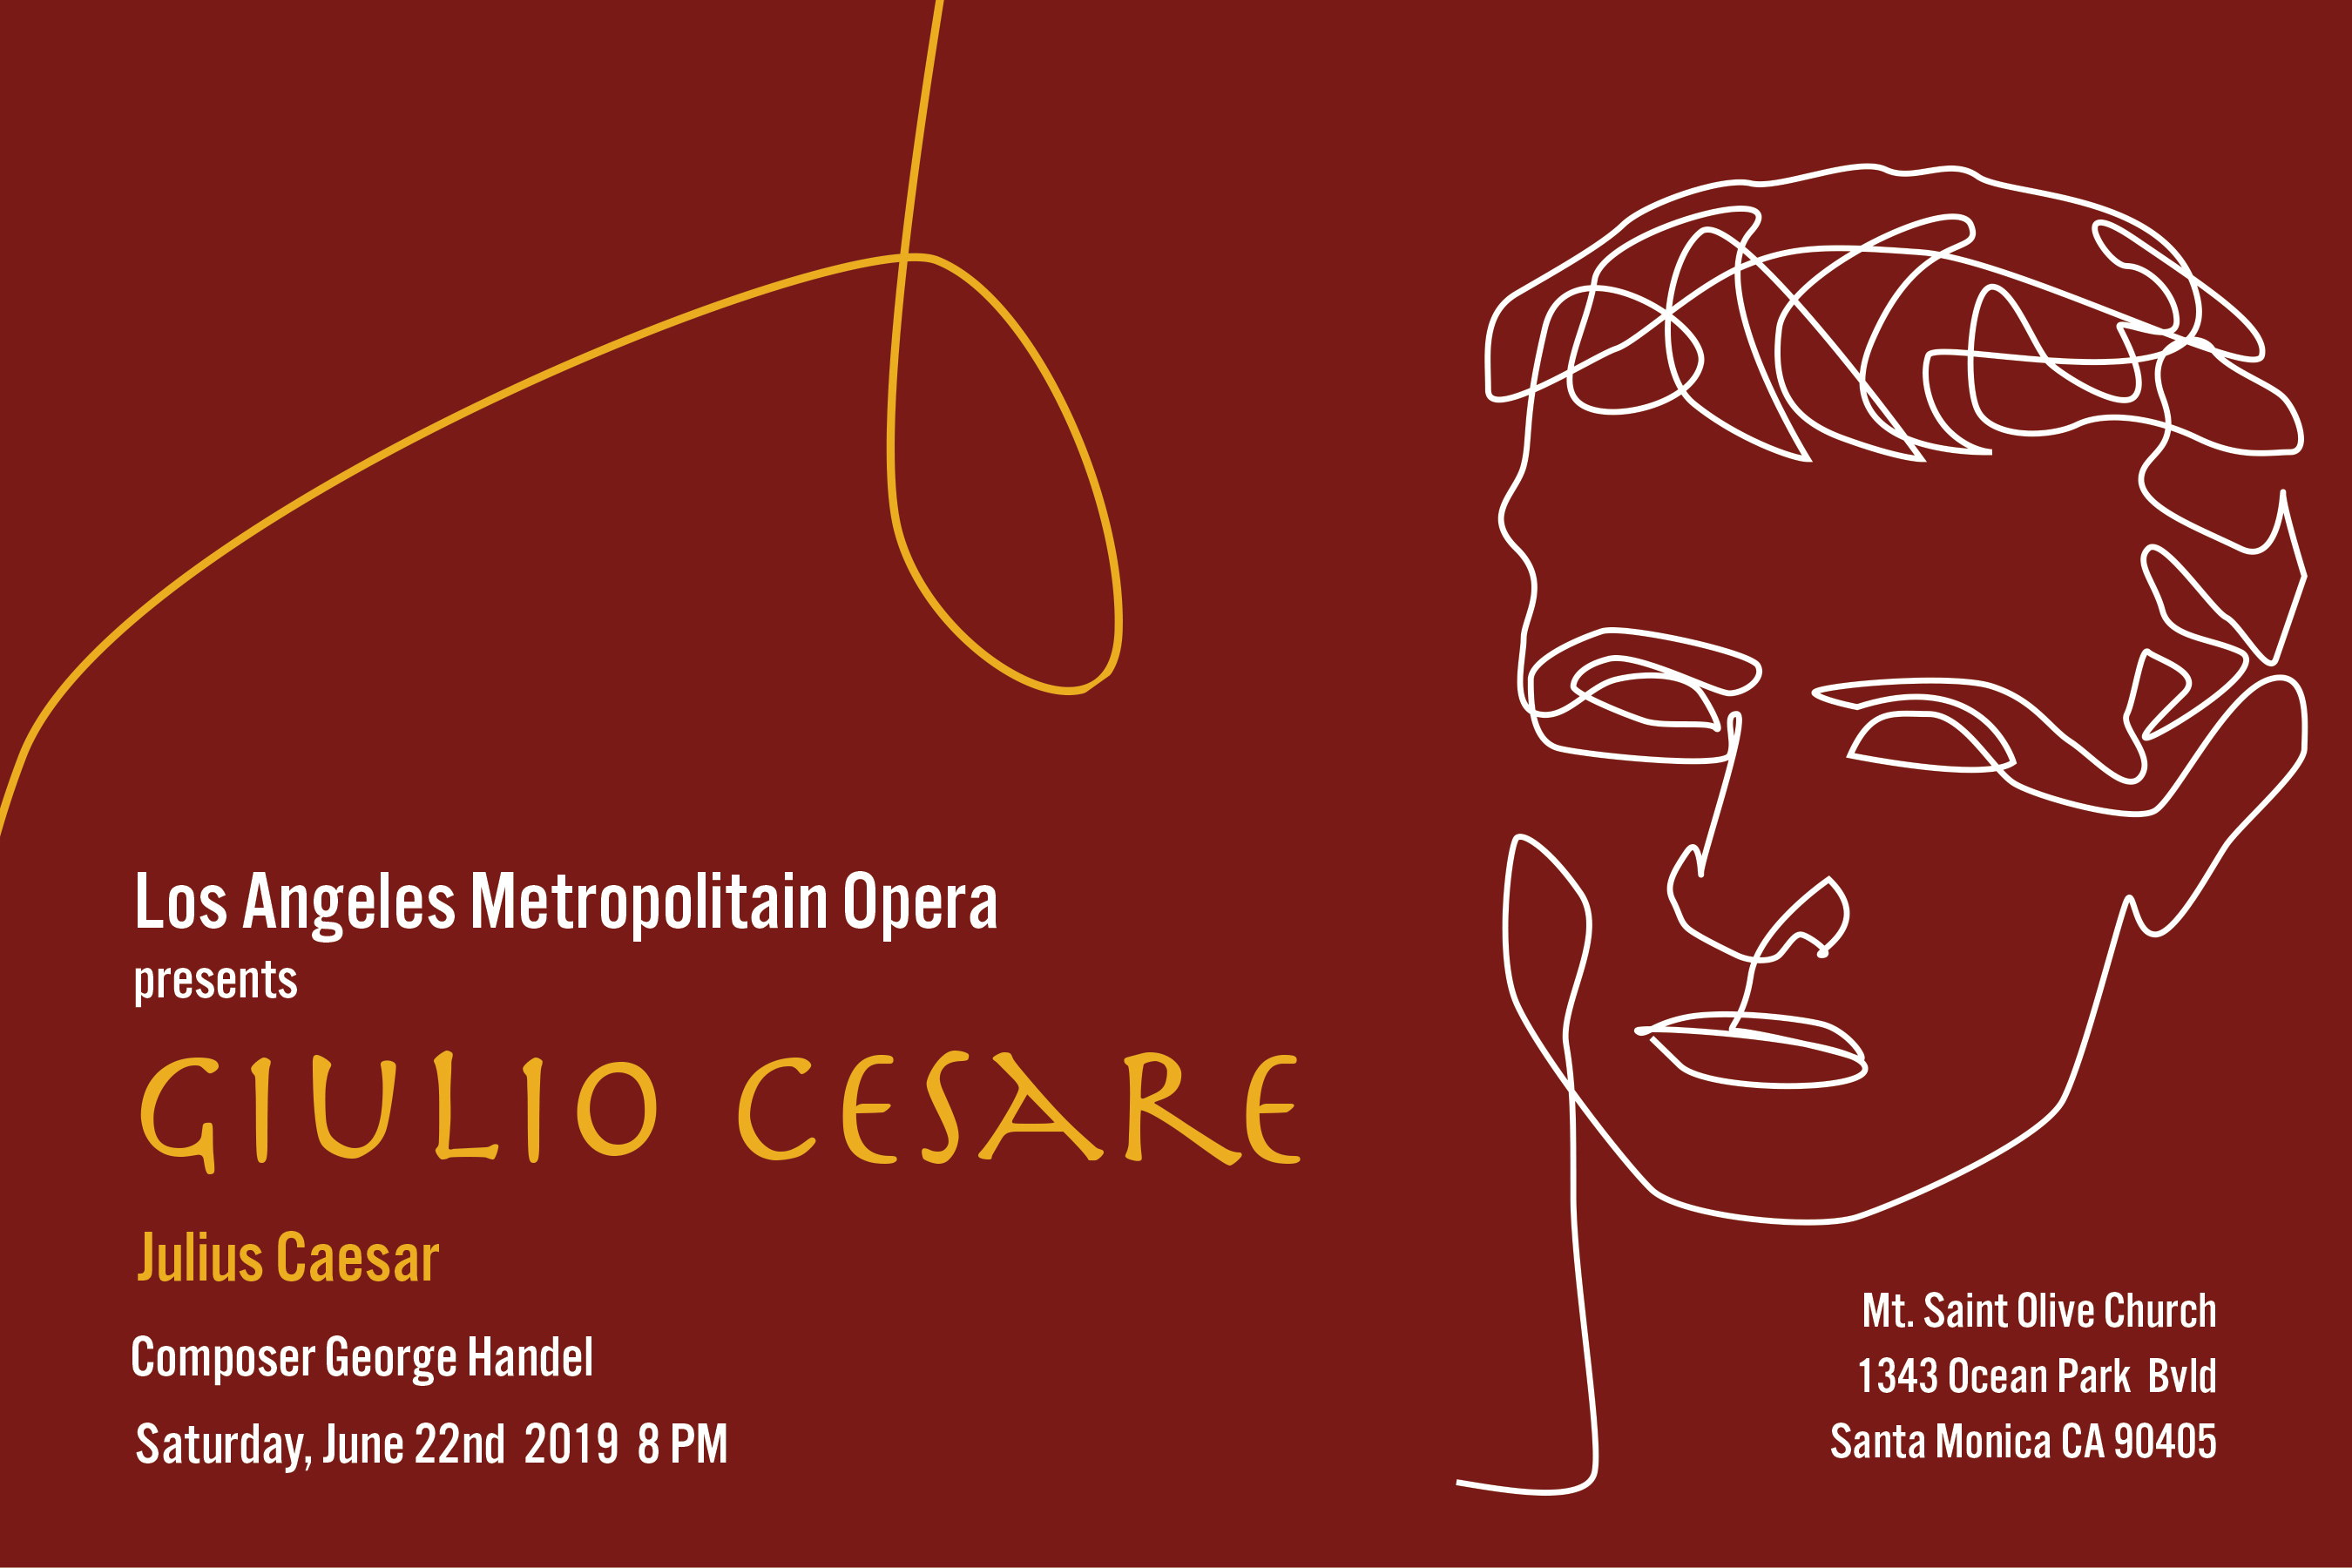 Los Angeles Metropolitain Opera
presents
GIULIO CESARE
Julius Caesar
Composer George Handel
Saturday, June 22nd 2019 8 PM
Mt. Saint Olive Church
1343 Ocean Park Bvld
Santa Monica CA 90405